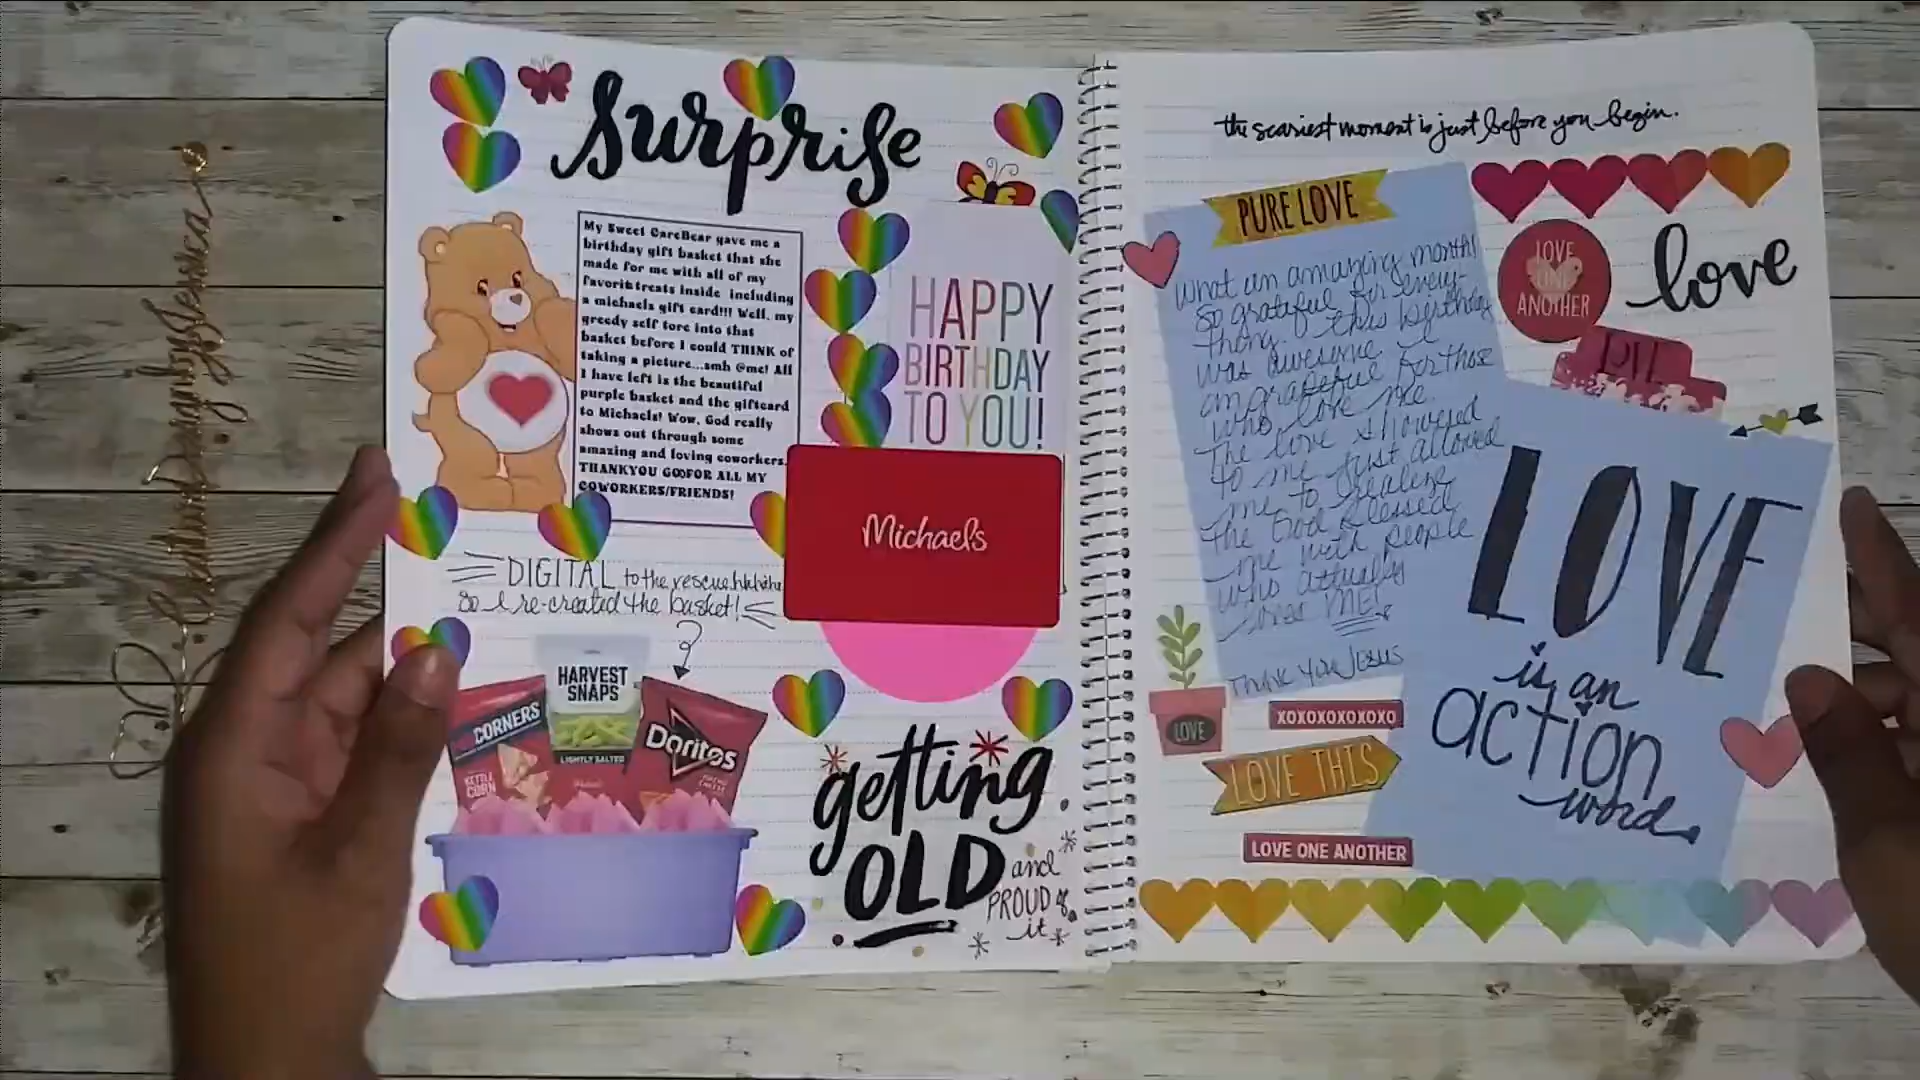 Surprise
My Sweet CareBear gave me a
birthday gift basket that she
made for me with all of my
favorite treats inside including
a michaels gift card!!! Well, my
greedy self tore into that
basket before I could THINK of
taking a picture...smh @me! All
I have left is the beautiful
purple basket and the giftcard
to Michaels! Wow, God really
shows out through some
amazing and loving coworkers.
THANKYOU GOOFOR ALL MY
COWORKERS/FRIENDS!
HAPPY
BIRTHDAY
TO YOU!
Michaels
DIGITAL to the rescue.hahaha
So I re-created the basket!
?
CORNERS
KETTLE
CORN
HARVEST
SNAPS
LIGHTLY SALTED
Doritos
getting
OLD and
PROUD of
it
the scariest moment is just before you begin.
PURE LOVE
What an amazing month!
So grateful for every-
thing. This birthday
was awesome. I
am grateful for those
who love me.
The love showered
to me just allowed
me to realize
the God blessed
me with people
who actually
love ME!
Thank you Jesus
LOVE
ONE
ANOTHER
love
LOVE
is an
action
word.
LOVE
XOXOXOXOXOXO
LOVE THIS
LOVE ONE ANOTHER
CustomDesignsbyJessica